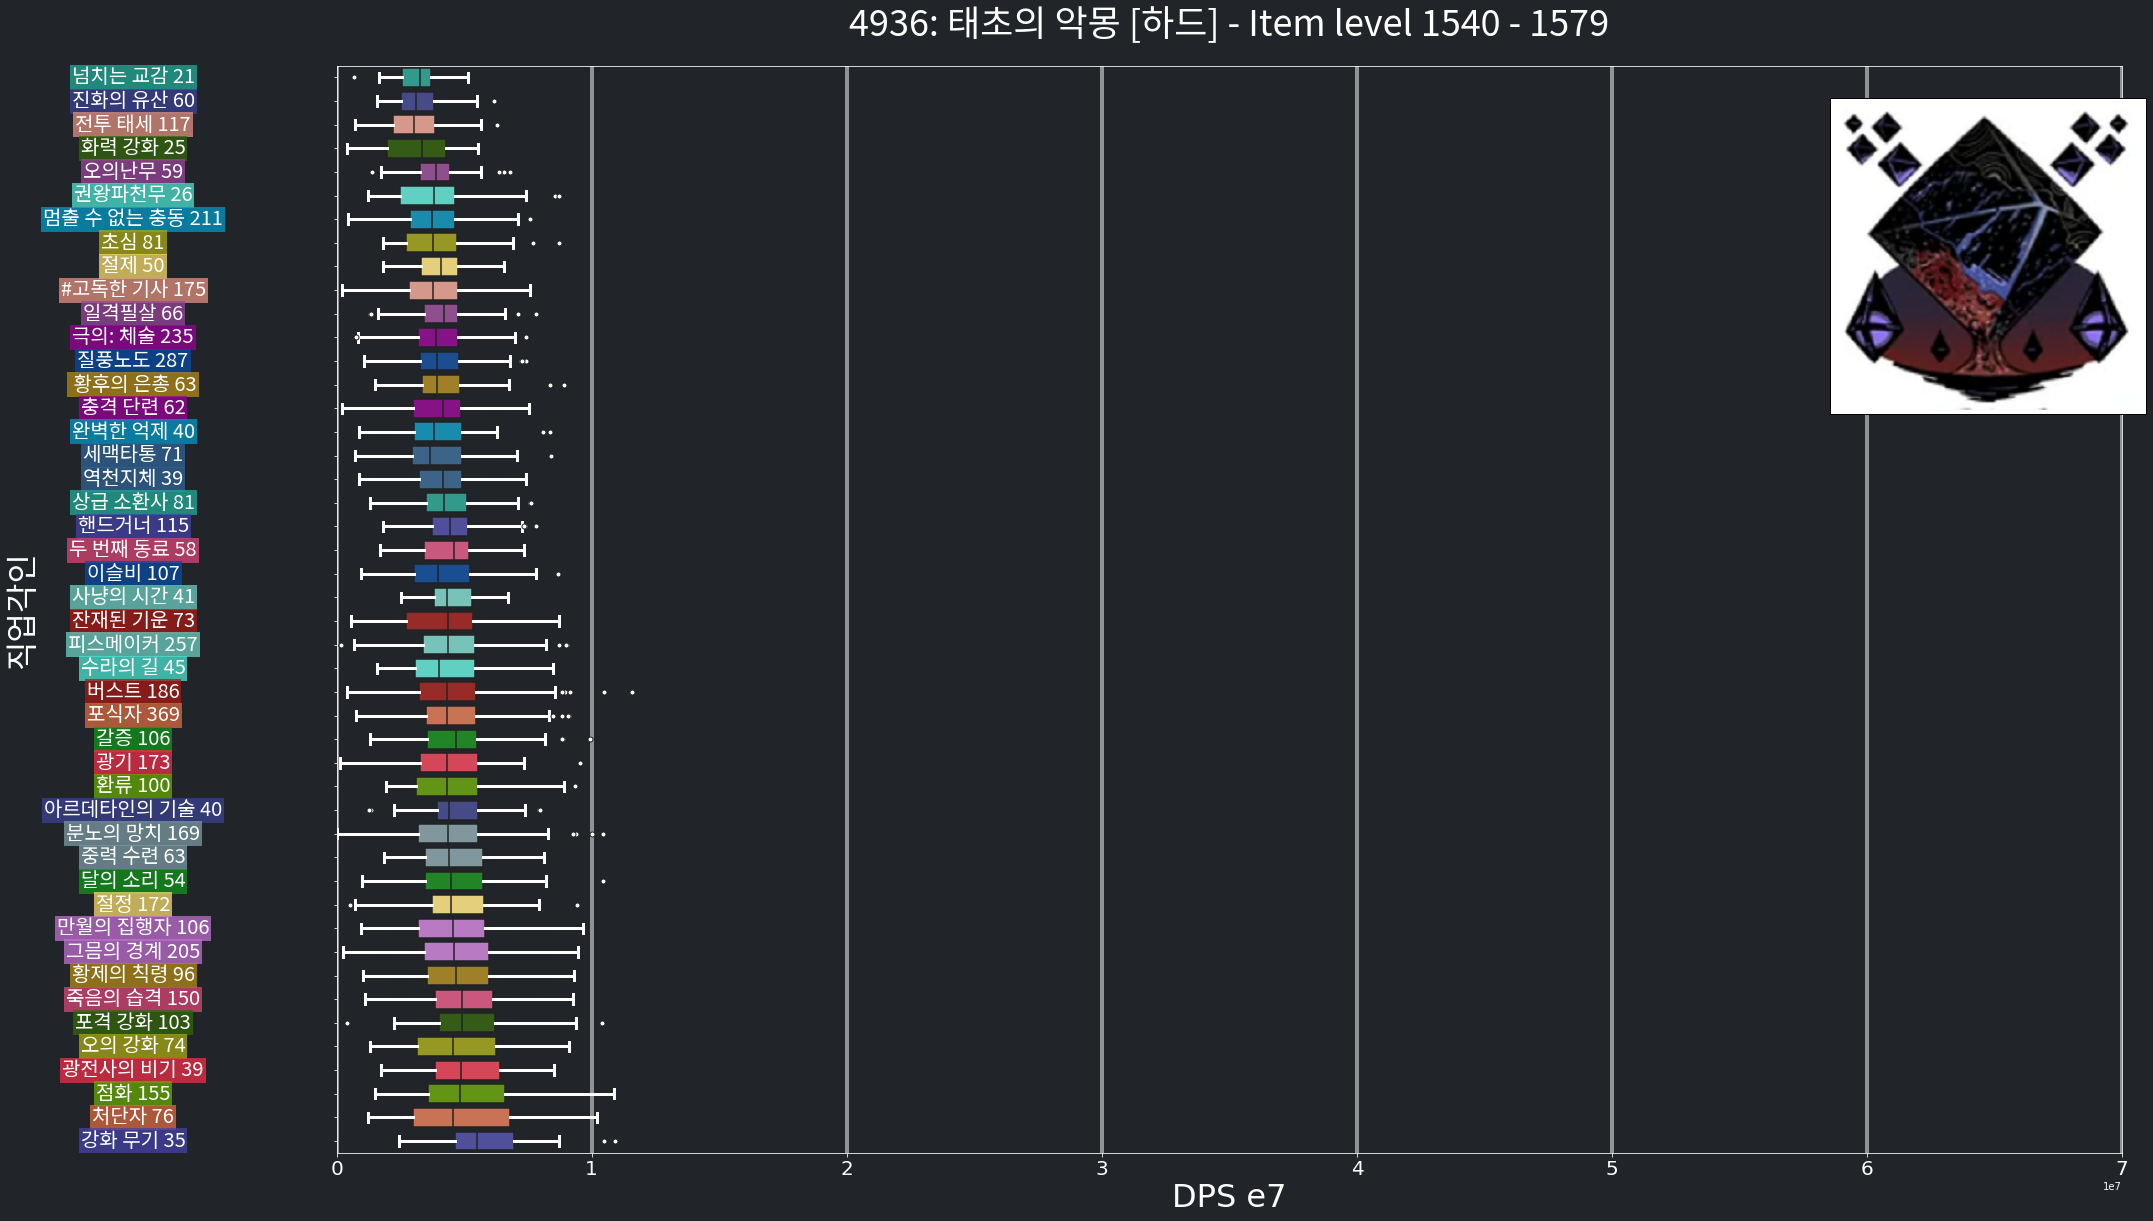 4936: 태초의 악몽 [하드] - Item level 1540 - 1579
넘치는 교감 21
진화의 유산 60
전투 태세 117
화력 강화 25
오의난무 59
권왕파천무 26
멈출 수 없는 충동 211
초심 81
절제 50
#고독한 기사 175
일격필살 66
극의: 체술 235
질풍노도 287
황후의 은총 63
충격 단련 62
완벽한 억제 40
세맥타통 71
역천지체 39
상급 소환사 81
핸드거너 115
두 번째 동료 58
이슬비 107
사냥의 시간 41
잔재된 기운 73
피스메이커 257
수라의 길 45
버스트 186
포식자 369
갈증 106
광기 173
환류 100
아르데타인의 기술 40
분노의 망치 169
중력 수련 63
달의 소리 54
절정 172
만월의 집행자 106
그믐의 경계 205
황제의 칙령 96
죽음의 습격 150
포격 강화 103
오의 강화 74
광전사의 비기 39
점화 155
처단자 76
강화 무기 35
직업각인
0 1 2 3 4 5 6 7
1e7
DPS e7